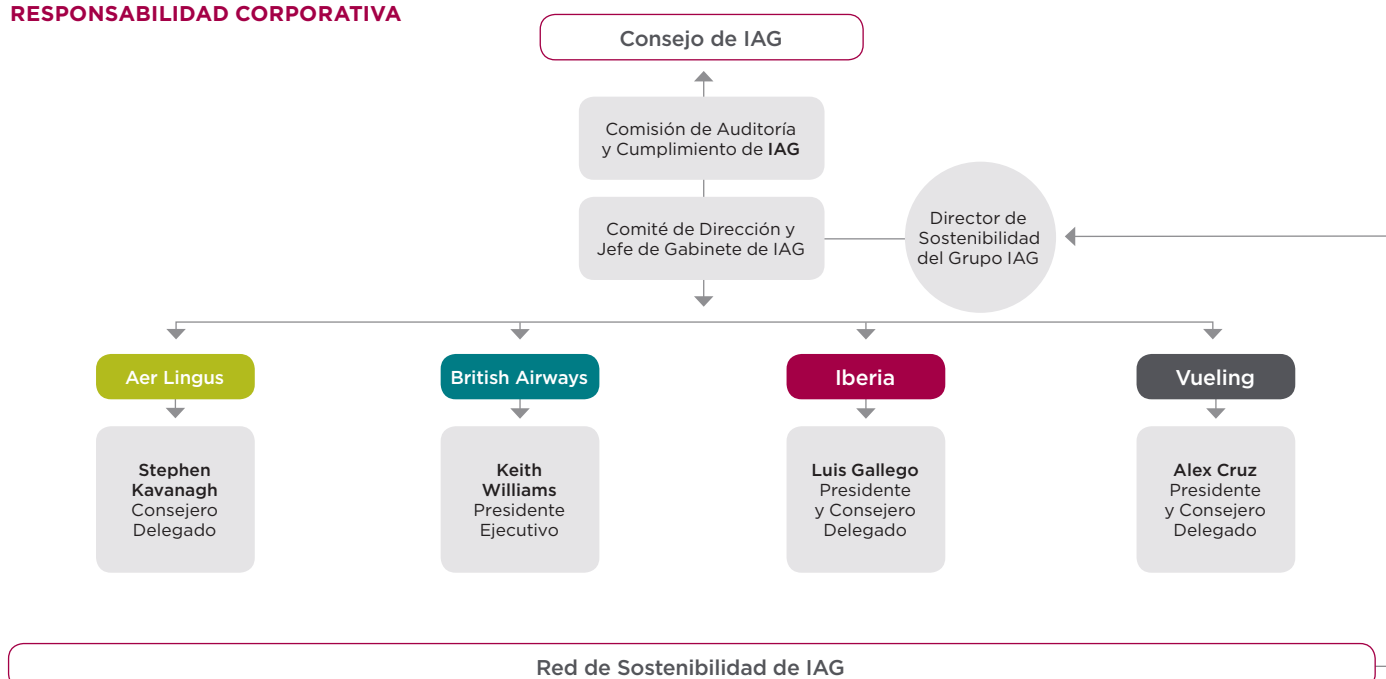 RESPONSABILIDAD CORPORATIVA
Consejo de IAG
Comisión de Auditoría
y Cumplimiento de IAG
Comité de Dirección y
Jefe de Gabinete de IAG
Director de
Sostenibilidad
del Grupo IAG
Aer Lingus
British Airways
Iberia
Vueling
Stephen
Kavanagh
Consejero
Delegado
Keith
Williams
Presidente
Ejecutivo
Luis Gallego
Presidente
y Consejero
Delegado
Alex Cruz
Presidente
y Consejero
Delegado
Red de Sostenibilidad de IAG